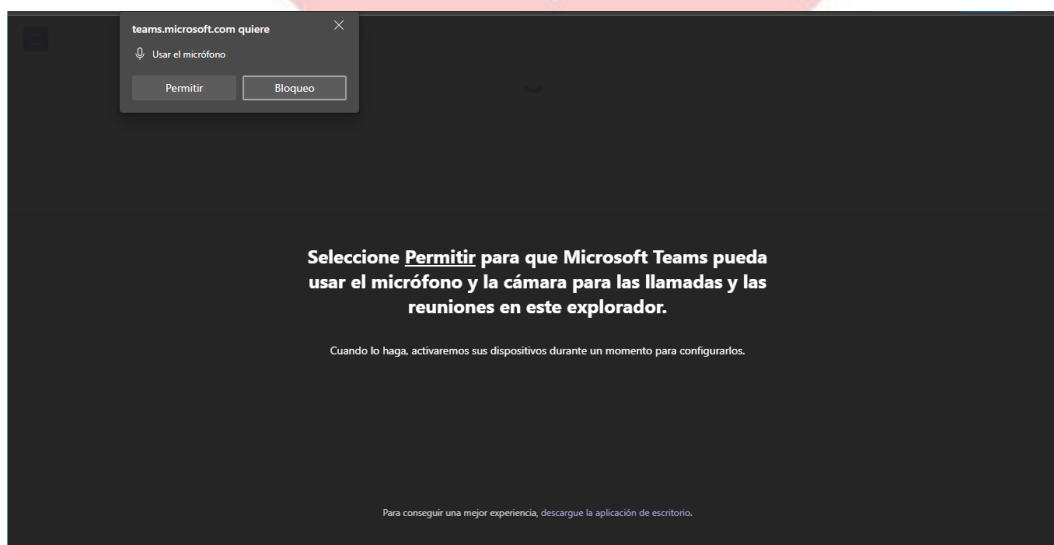 teams.microsoft.com quiere
Usar el micrófono
Permitir
Bloqueo
Seleccione Permitir para que Microsoft Teams pueda
usar el micrófono y la cámara para las llamadas y las
reuniones en este explorador.
Cuando lo haga, activaremos sus dispositivos durante un momento para configurarlos.
Para conseguir una mejor experiencia, descargue la aplicación de escritorio.